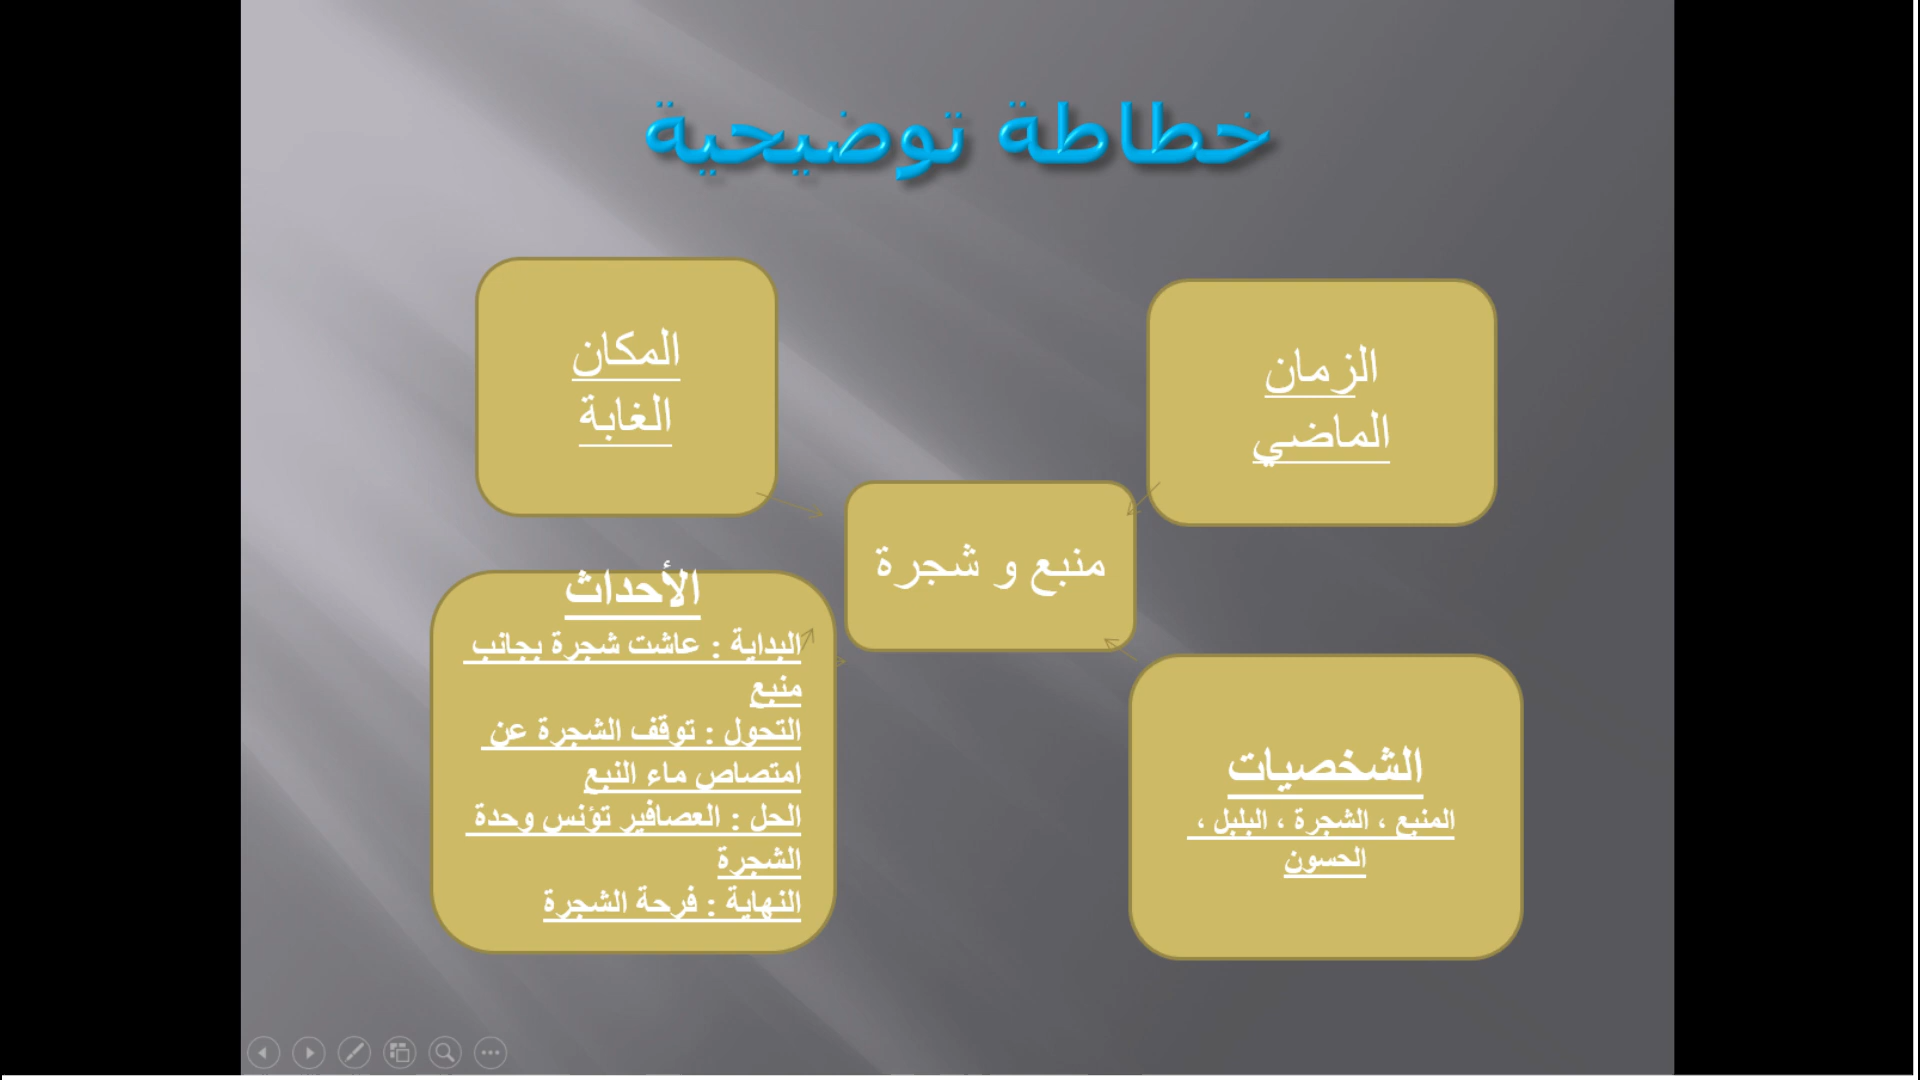 خطاطة توضيحية
الزمان
الماضي
المكان
الغابة
منبع و شجرة
الشخصيات
المنبع ، الشجرة ، البلبل ،
الحسون
الأحداث
البداية : عاشت شجرة بجانب
منبع
التحول : توقف الشجرة عن
امتصاص ماء النبع
الحل : العصافير تؤنس وحدة
الشجرة
النهاية : فرحة الشجرة